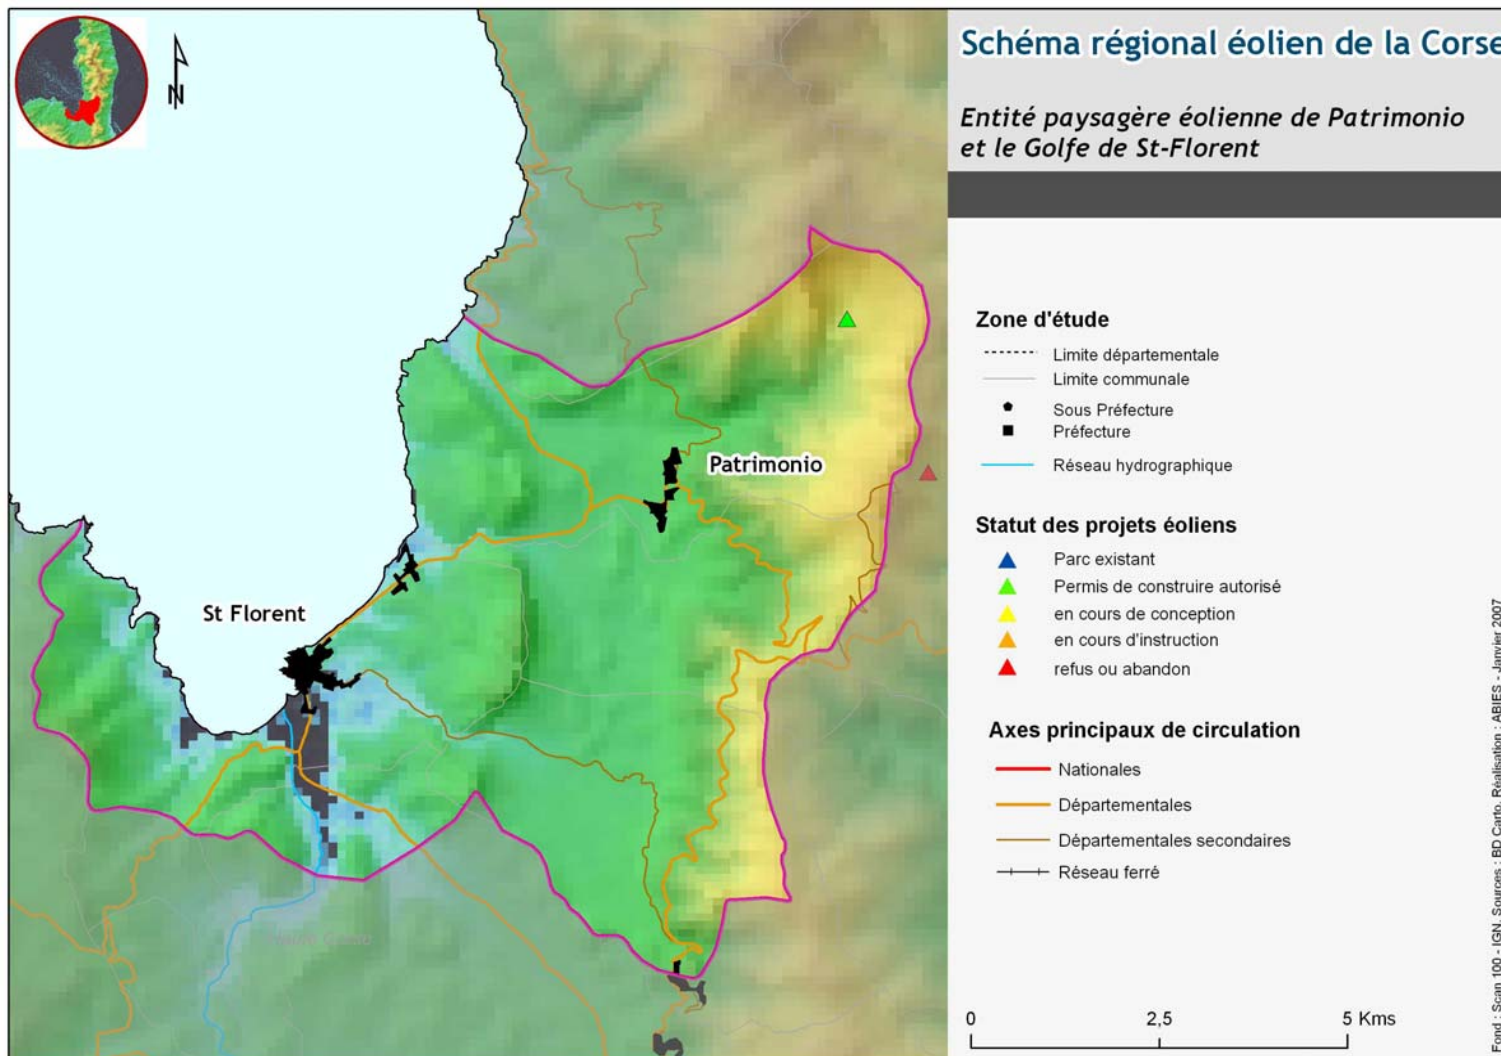 Schéma régional éolien de la Corse
Entité paysagère éolienne de Patrimonio
et le Golfe de St-Florent
N
Patrimonio
St Florent
Zone d'étude
Limite départementale
Limite communale
Sous Préfecture
Préfecture
Réseau hydrographique
Statut des projets éoliens
Parc existant
Permis de construire autorisé
en cours de conception
en cours d'instruction
refus ou abandon
Axes principaux de circulation
Nationales
Départementales
Départementales secondaires
Réseau ferré
0 2,5 5 Kms
Fond : Scan 100 - IGN. Sources : BD Carto. Réalisation : ABIES - Janvier 2007